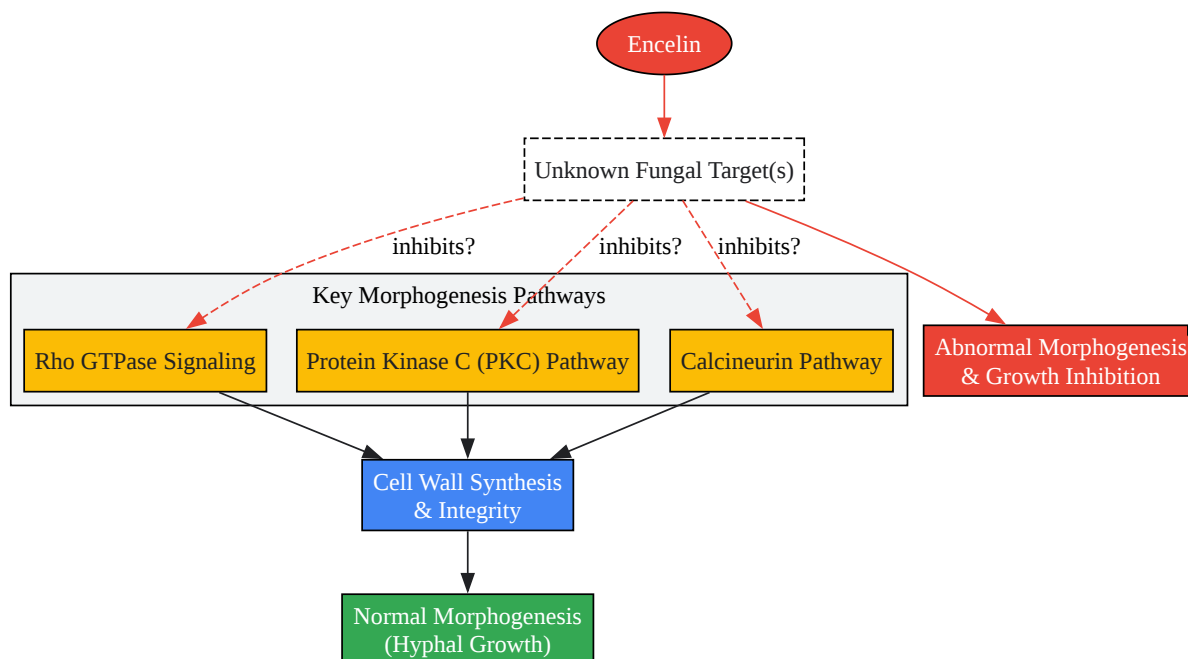 Encelin
Unknown Fungal Target(s)
inhibits?
inhibits?
inhibits?
Key Morphogenesis Pathways
Rho GTPase Signaling
Protein Kinase C (PKC) Pathway
Calcineurin Pathway
Abnormal Morphogenesis
& Growth Inhibition
Cell Wall Synthesis
& Integrity
Normal Morphogenesis
(Hyphal Growth)